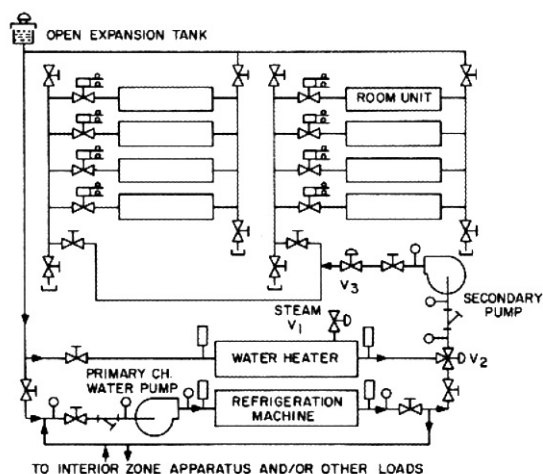 OPEN EXPANSION TANK
ROOM UNIT
V3
SECONDARY
PUMP
STEAM
V1
WATER HEATER
V2
PRIMARY CH.
WATER PUMP
REFRIGERATION
MACHINE
TO INTERIOR ZONE APPARATUS AND/OR OTHER LOADS